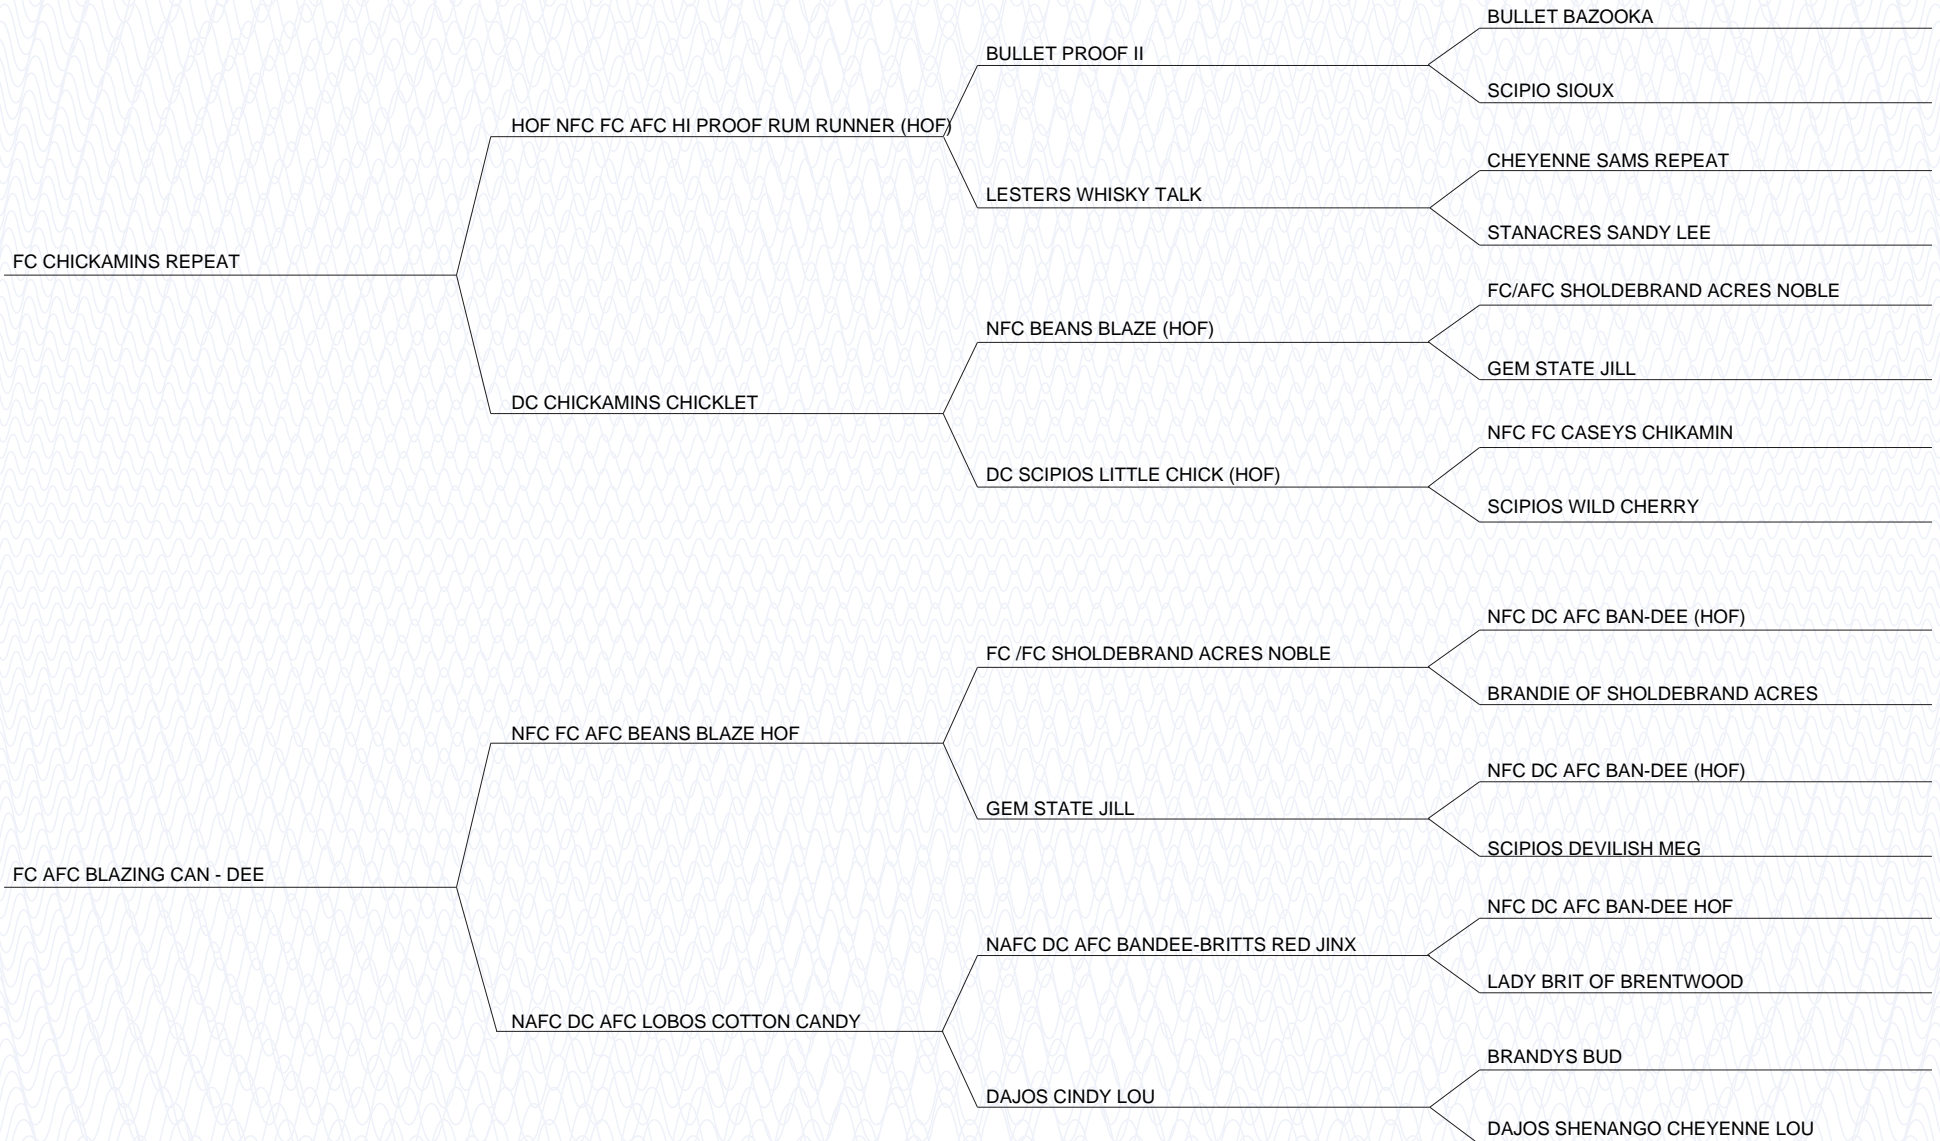 BULLET BAZOOKA
BULLET PROOF II
SCIPIO SIOUX
HOF NFC FC AFC HI PROOF RUM RUNNER (HOF)
CHEYENNE SAMS REPEAT
LESTERS WHISKY TALK
STANACRES SANDY LEE
FC CHICKAMINS REPEAT
FC/AFC SHOLDEBRAND ACRES NOBLE
NFC BEANS BLAZE (HOF)
GEM STATE JILL
DC CHICKAMINS CHICKLET
NFC FC CASEYS CHIKAMIN
DC SCIPIOS LITTLE CHICK (HOF)
SCIPIOS WILD CHERRY
NFC DC AFC BAN-DEE (HOF)
FC /FC SHOLDEBRAND ACRES NOBLE
BRANDIE OF SHOLDEBRAND ACRES
NFC FC AFC BEANS BLAZE HOF
NFC DC AFC BAN-DEE (HOF)
GEM STATE JILL
SCIPIOS DEVILISH MEG
FC AFC BLAZING CAN - DEE
NFC DC AFC BAN-DEE HOF
NAFC DC AFC BANDEE-BRITTS RED JINX
LADY BRIT OF BRENTWOOD
NAFC DC AFC LOBOS COTTON CANDY
BRANDYS BUD
DAJOS CINDY LOU
DAJOS SHENANGO CHEYENNE LOU